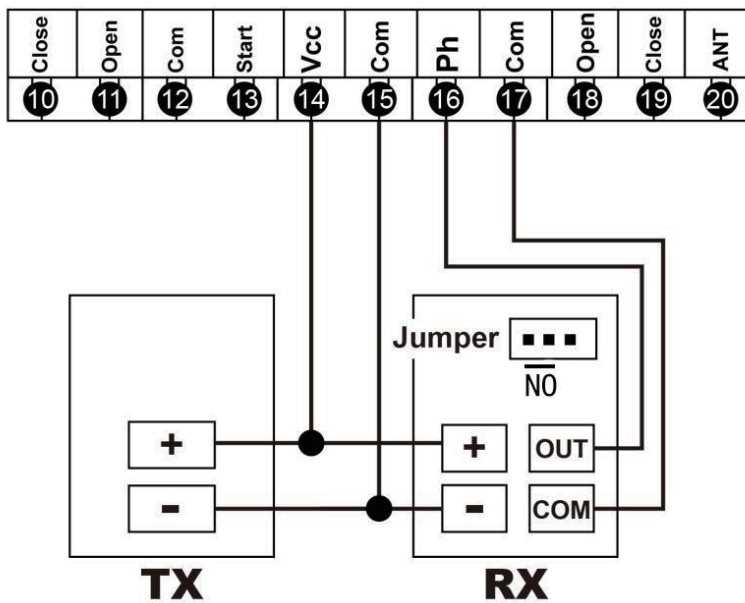 Close Open Com Start Vcc Com Ph Com Open Close ANT
10 11 12 13 14 15 16 17 18 19 20
Jumper
NO
+ + OUT
- - COM
TX RX